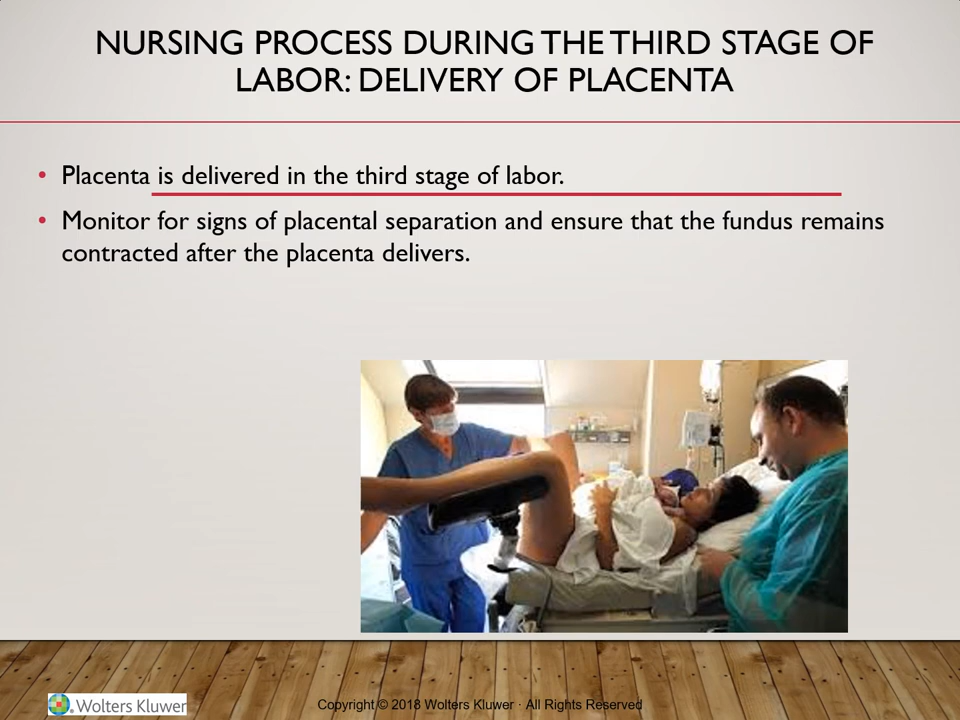 NURSING PROCESS DURING THE THIRD STAGE OF
LABOR: DELIVERY OF PLACENTA
• Placenta is delivered in the third stage of labor.
• Monitor for signs of placental separation and ensure that the fundus remains
contracted after the placenta delivers.
Wolters Kluwer
Copyright © 2018 Wolters Kluwer · All Rights Reserved